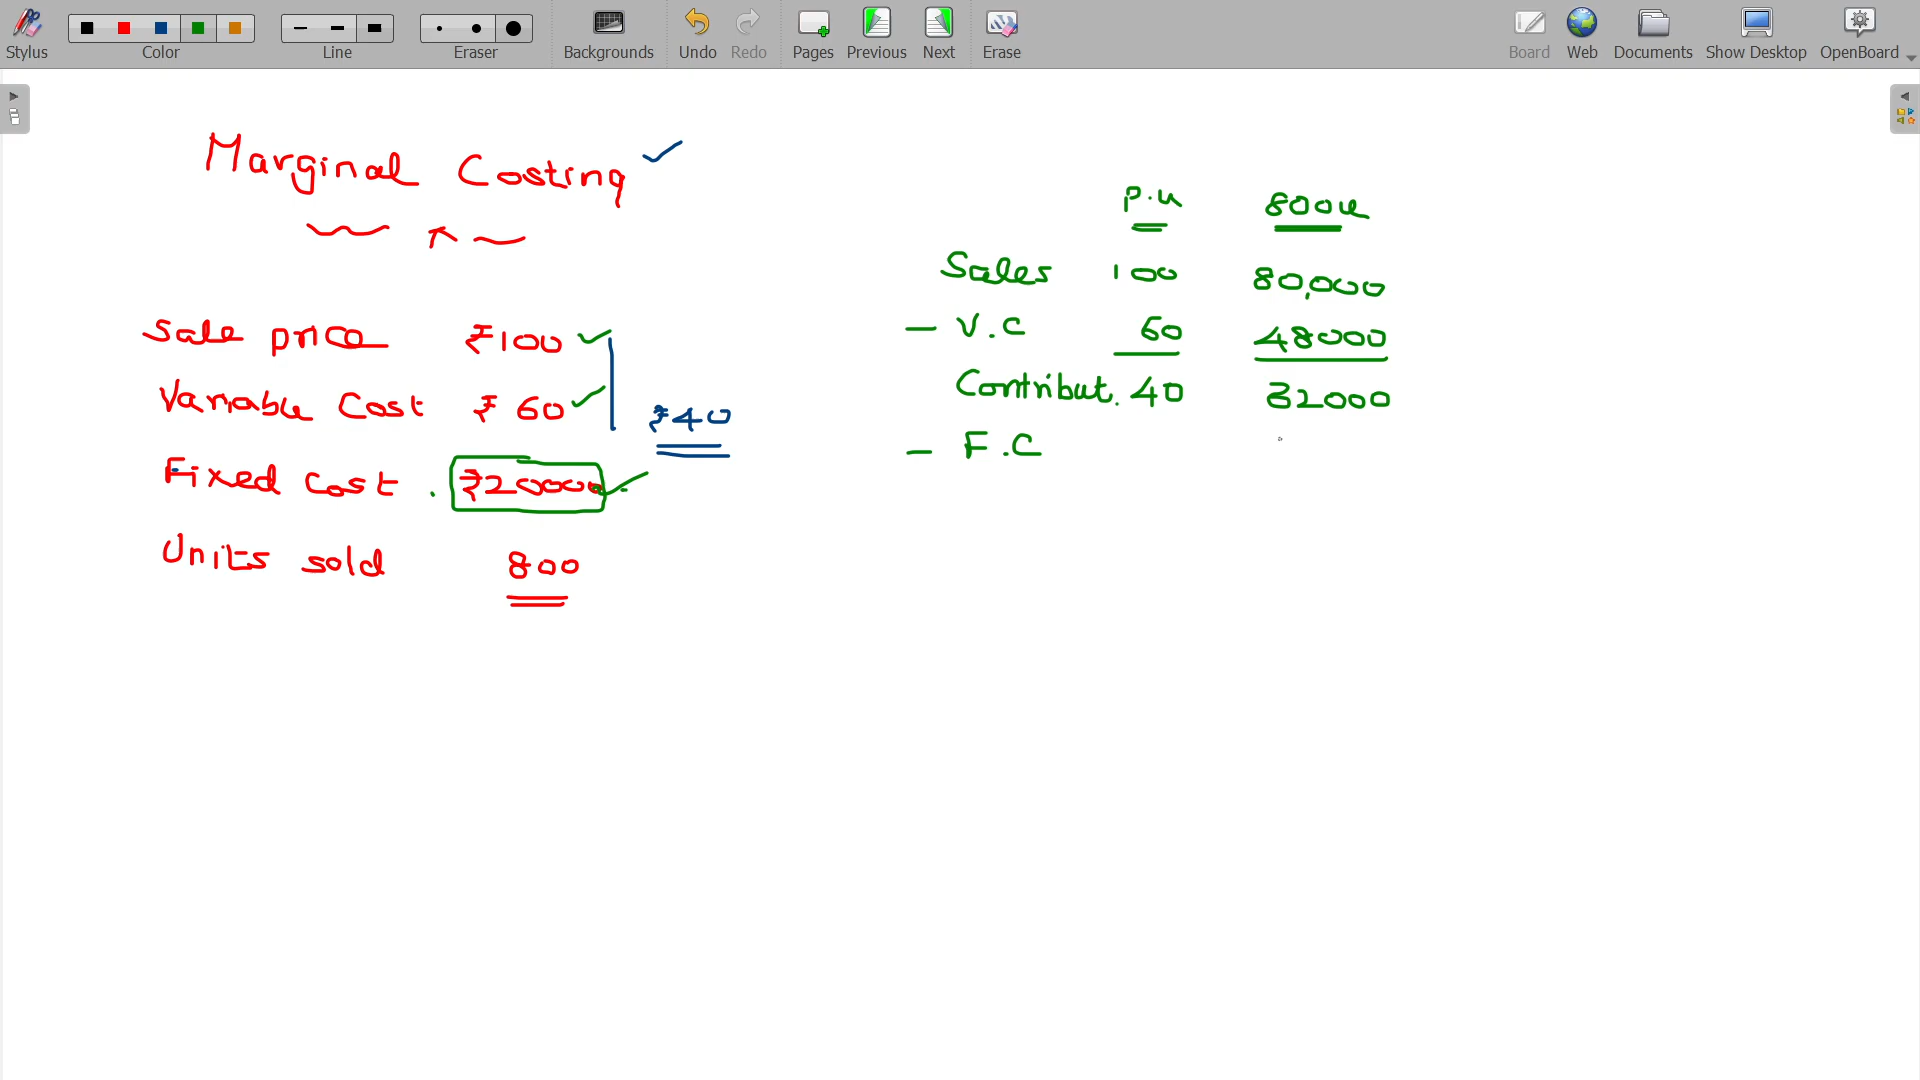 Stylus Color Line Eraser Backgrounds Undo Redo Pages Previous Next Erase Board Web Documents Show Desktop OpenBoard
Marginal Costing
Sale price ₹100
Variable Cost ₹ 60
₹40
Fixed cost . ₹20000
Units sold 800
P.u 800u
Sales 100 80,000
- V.C 60 48000
Contribut. 40 32000
- F.C